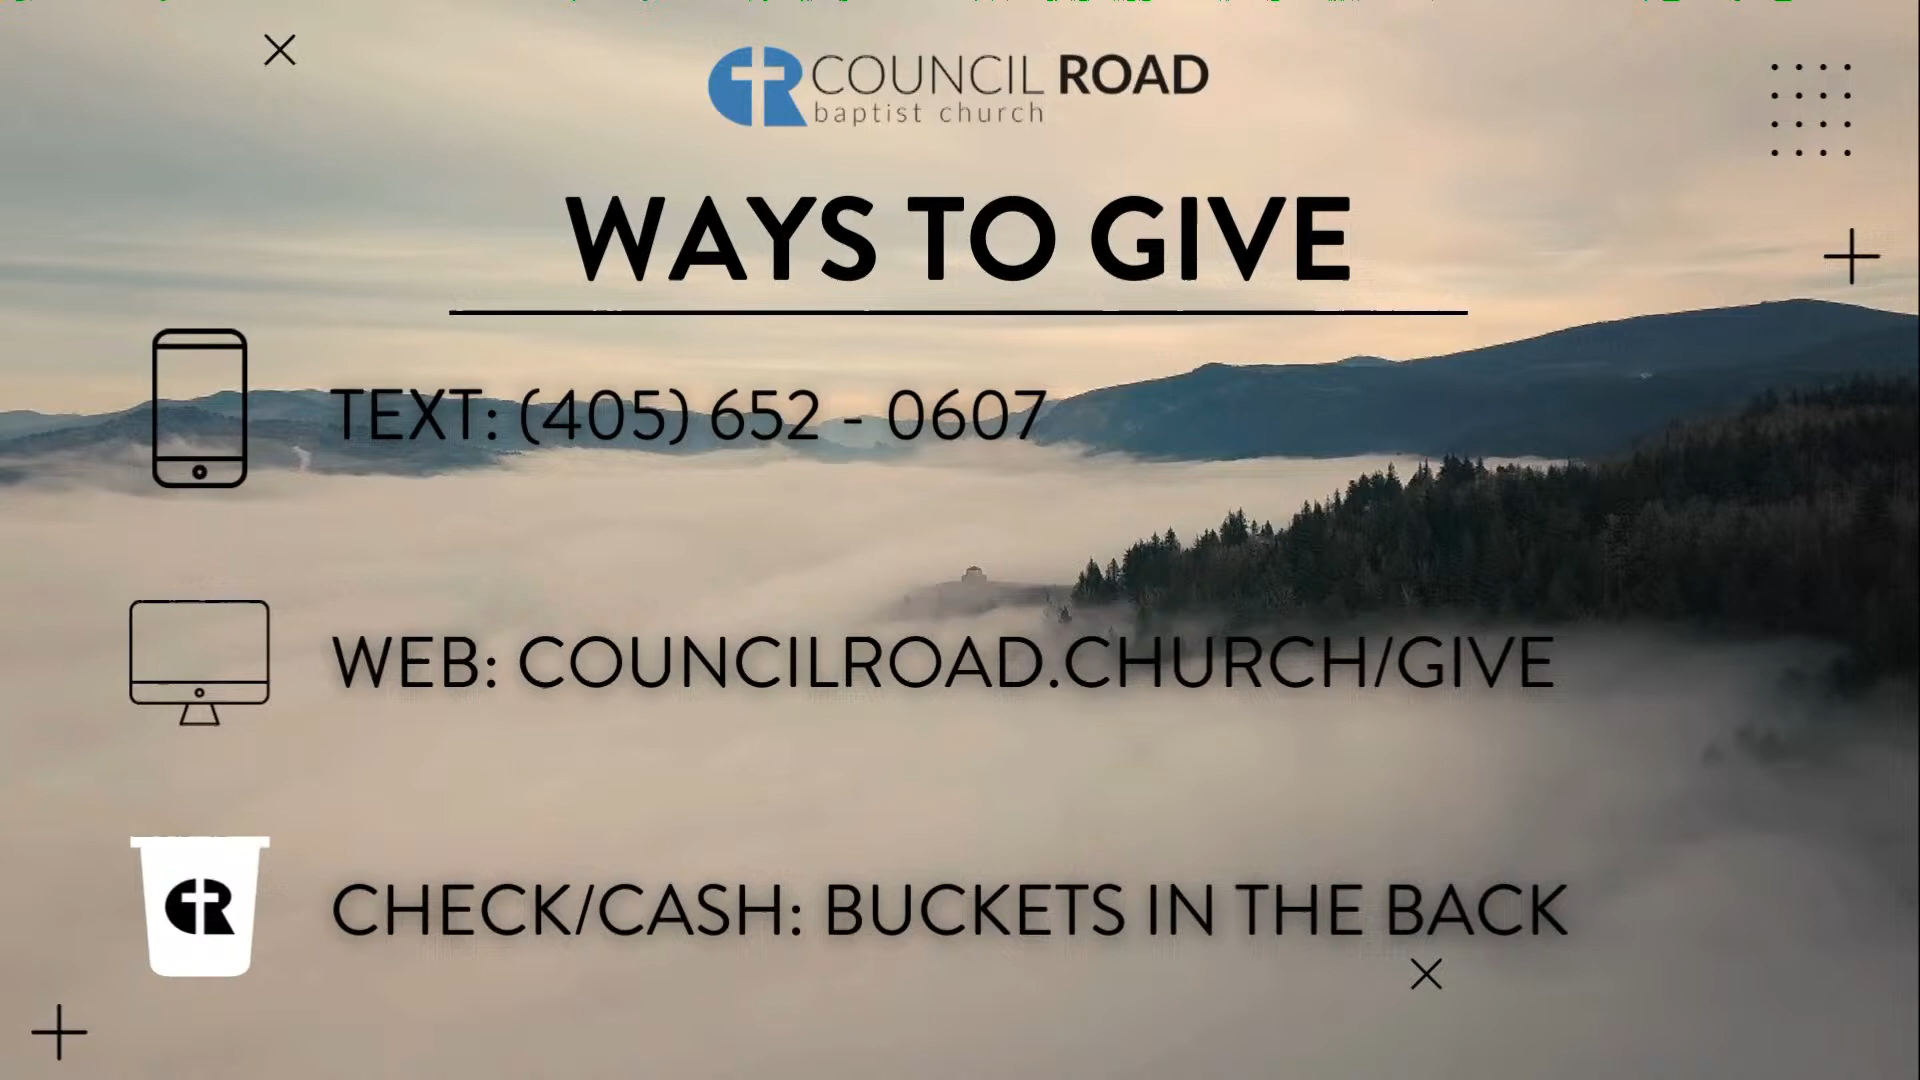 COUNCIL ROAD
baptist church
WAYS TO GIVE
TEXT: (405) 652 - 0607
WEB: COUNCILROAD.CHURCH/GIVE
CR
CHECK/CASH: BUCKETS IN THE BACK